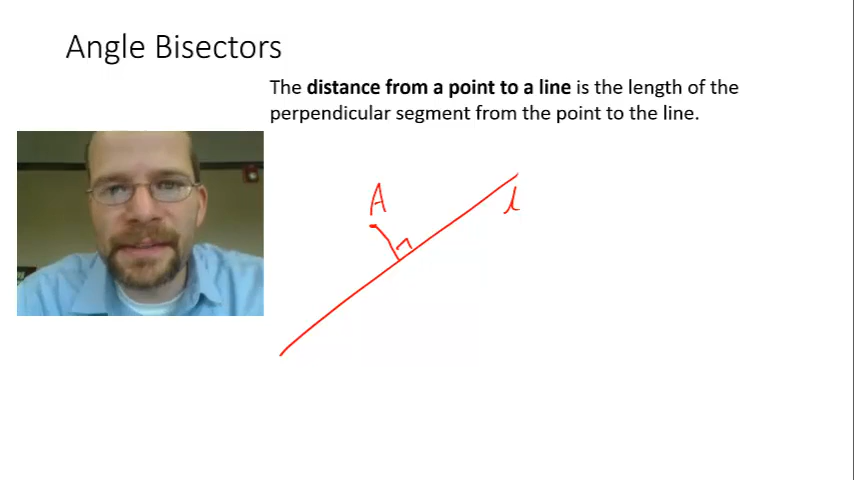 Angle Bisectors
The distance from a point to a line is the length of the
perpendicular segment from the point to the line.
A
l